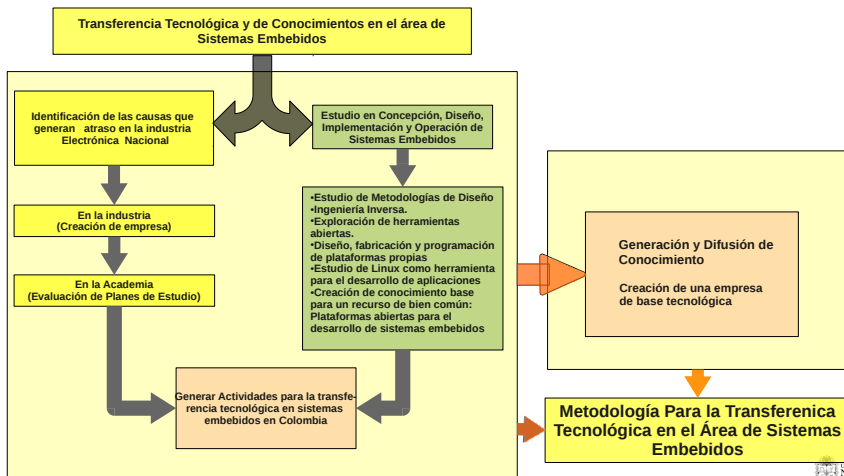 Transferencia Tecnológica y de Conocimientos en el área de
Sistemas Embebidos
Identificación de las causas que
generan atraso en la industria
Electrónica Nacional
Estudio en Concepción, Diseño,
Implementación y Operación de
Sistemas Embebidos
En la industria
(Creación de empresa)
En la Academia
(Evaluación de Planes de Estudio)
•Estudio de Metodologías de Diseño
•Ingeniería Inversa.
•Exploración de herramientas
abiertas.
•Diseño, fabricación y programación
de plataformas propias
•Estudio de Linux como herramienta
para el desarrollo de aplicaciones
•Creación de conocimiento base
para un recurso de bien común:
Plataformas abiertas para el
desarrollo de sistemas embebidos
Generar Actividades para la transfe-
rencia tecnológica en sistemas
embebidos en Colombia
Generación y Difusión de
Conocimiento
Creación de una empresa
de base tecnológica
Metodología Para la Transferenica
Tecnológica en el Área de Sistemas
Embebidos